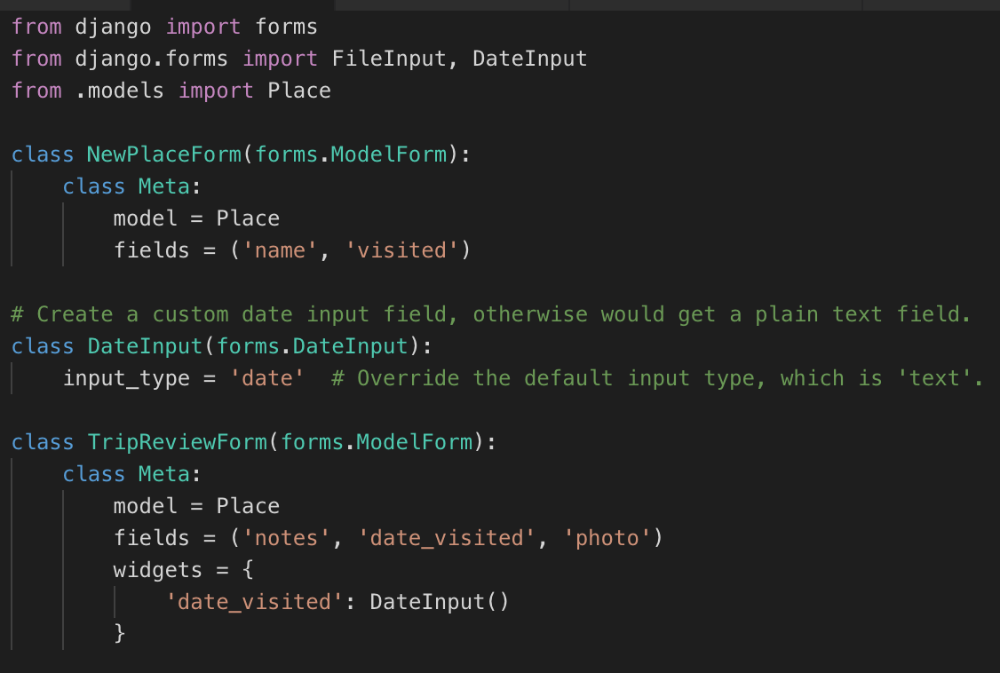 from django import forms
from django.forms import FileInput, DateInput
from .models import Place

class NewPlaceForm(forms.ModelForm):
    class Meta:
        model = Place
        fields = ('name', 'visited')

# Create a custom date input field, otherwise would get a plain text field.
class DateInput(forms.DateInput):
    input_type = 'date'  # Override the default input type, which is 'text'.

class TripReviewForm(forms.ModelForm):
    class Meta:
        model = Place
        fields = ('notes', 'date_visited', 'photo')
        widgets = {
            'date_visited': DateInput()
        }